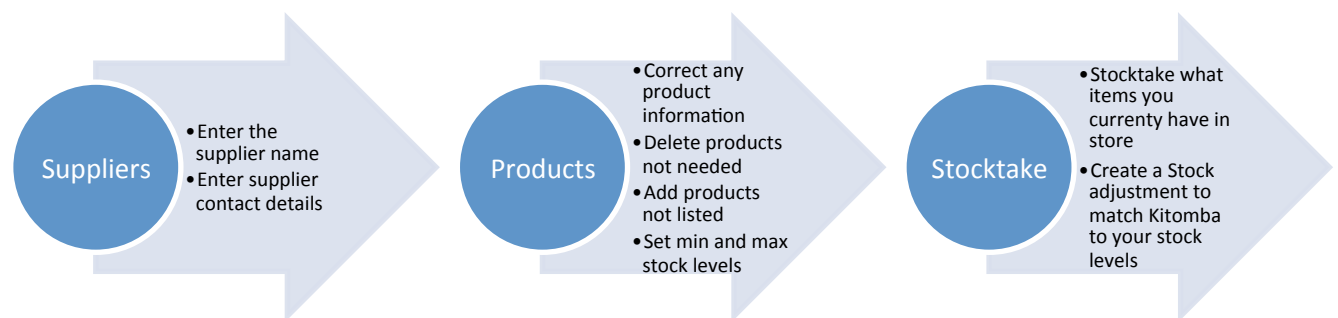 Suppliers
•Enter the
supplier name
•Enter supplier
contact details
Products
•Correct any
product
information
•Delete products
not needed
•Add products
not listed
•Set min and max
stock levels
Stocktake
•Stocktake what
items you
currenty have in
store
•Create a Stock
adjustment to
match Kitomba
to your stock
levels